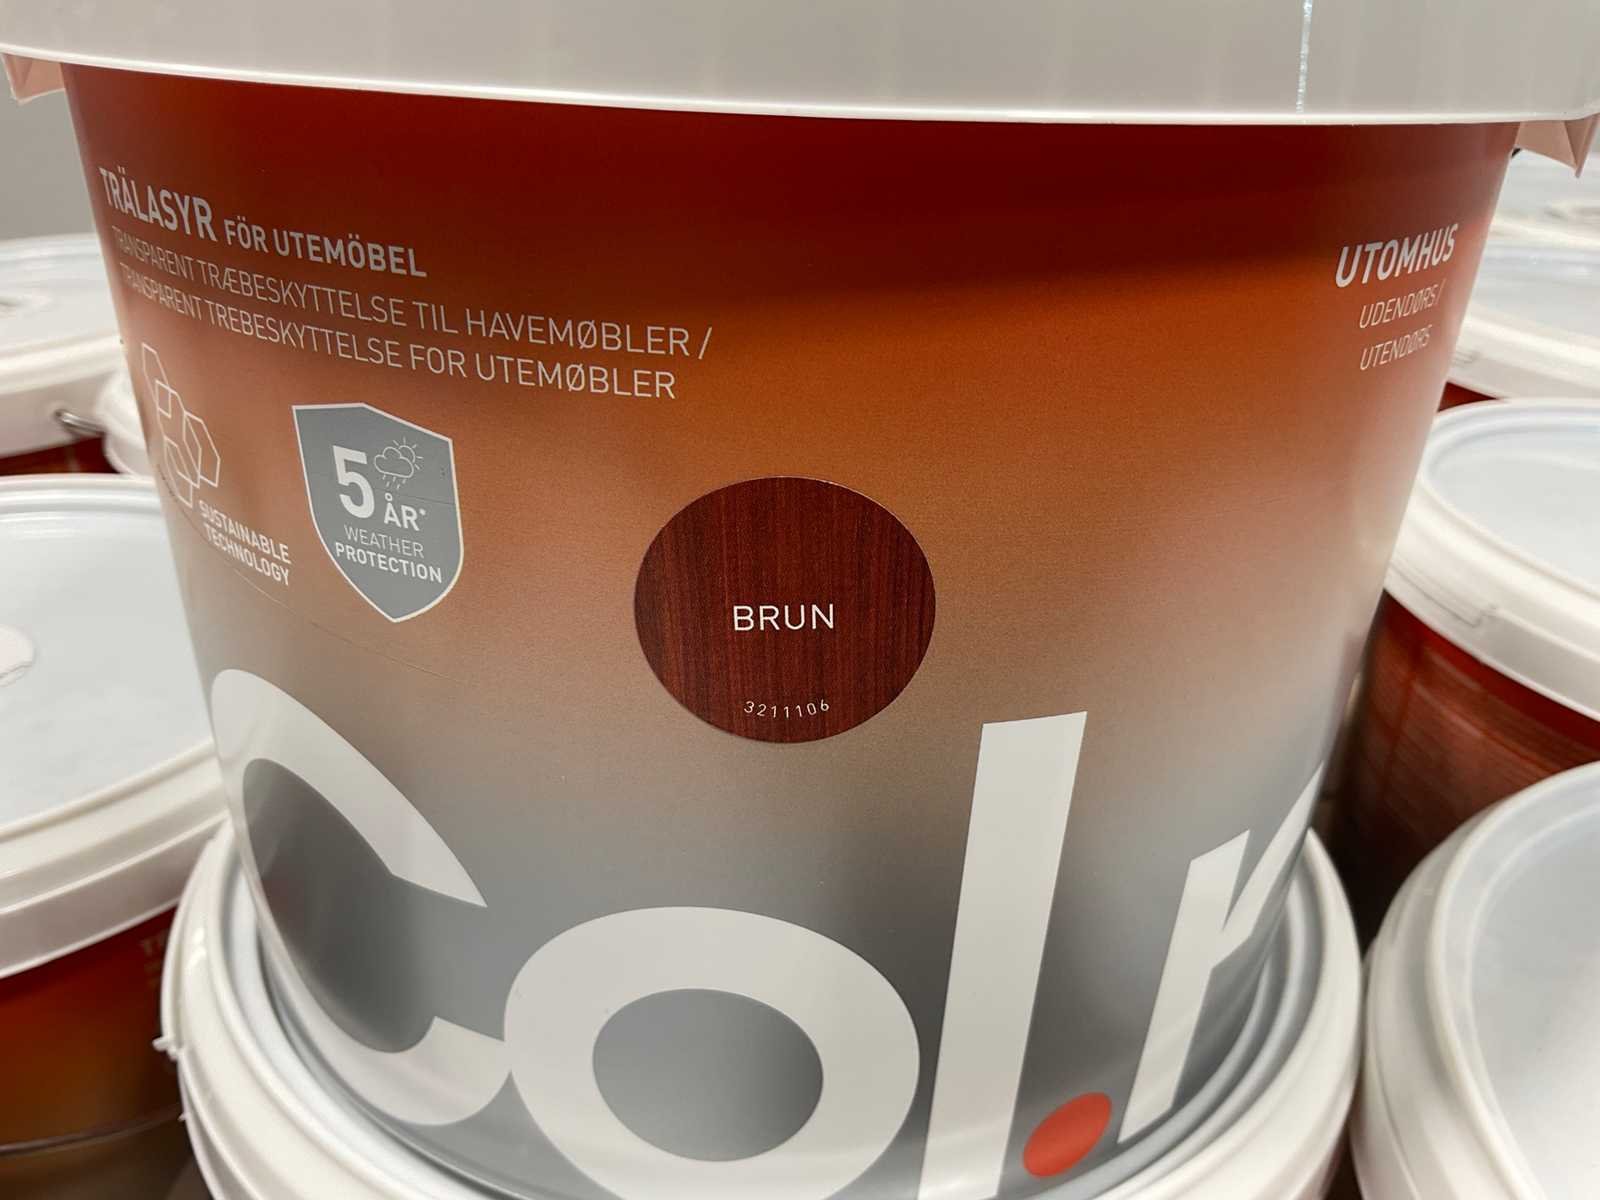 TRÄLASYR FÖR UTEMÖBEL
TRANSPARENT TRÆBESKYTTELSE TIL HAVEMØBLER /
TRANSPARENT TREBESKYTTELSE FOR UTEMØBLER
UTOMHUS
UDENDØRS /
UTENDØRS
SUSTAINABLE
TECHNOLOGY
5
ÅR*
WEATHER
PROTECTION
BRUN
3211106
Col.r